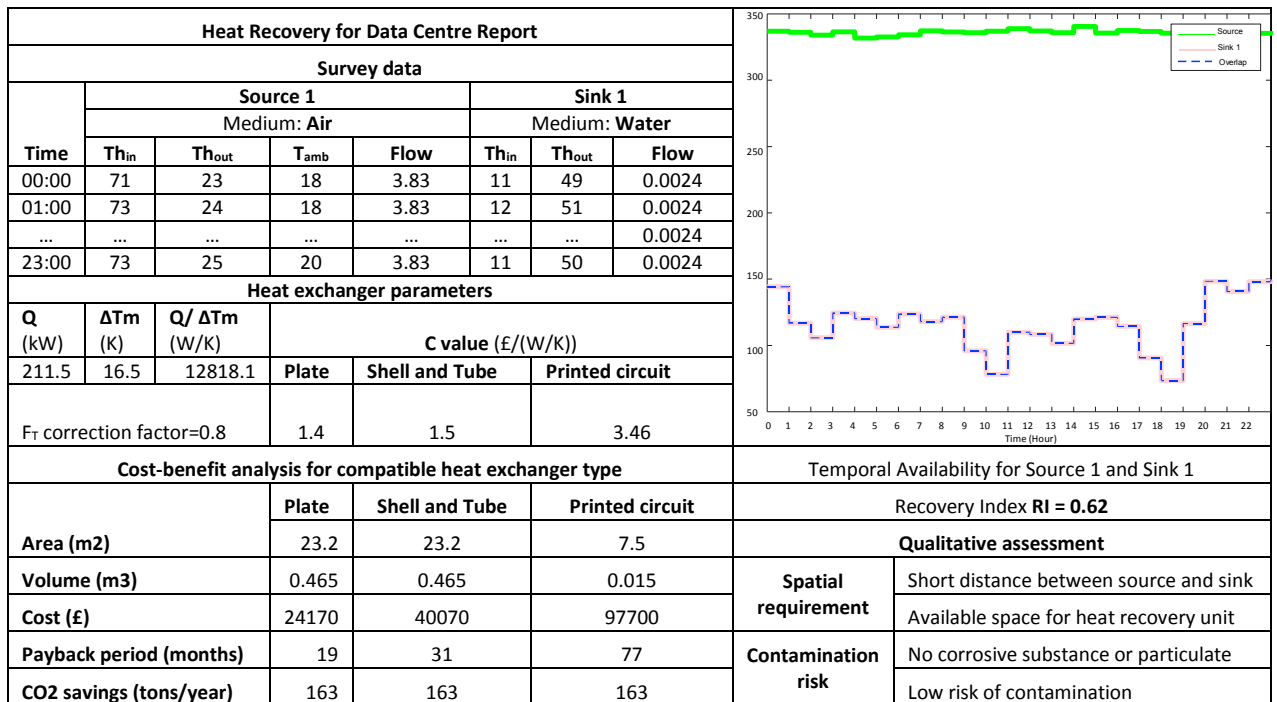 Heat Recovery for Data Centre Report
Survey data
Source 1 Sink 1
Medium: Air Medium: Water
Time Thin Thout Tamb Flow Thin Thout Flow
00:00 71 23 18 3.83 11 49 0.0024
01:00 73 24 18 3.83 12 51 0.0024
... ... ... ... ... ... ... 0.0024
23:00 73 25 20 3.83 11 50 0.0024
Heat exchanger parameters
Q ΔTm Q/ ΔTm
(kW) (K) (W/K) C value (£/(W/K))
211.5 16.5 12818.1 Plate Shell and Tube Printed circuit
FT correction factor=0.8 1.4 1.5 3.46
350
300
250
200
150
100
50
0 1 2 3 4 5 6 7 8 9 10 11 12 13 14 15 16 17 18 19 20 21 22
Time (Hour)
Source
Sink 1
Overlap
Cost-benefit analysis for compatible heat exchanger type
Plate Shell and Tube Printed circuit
Area (m2) 23.2 23.2 7.5
Volume (m3) 0.465 0.465 0.015
Cost (£) 24170 40070 97700
Payback period (months) 19 31 77
CO2 savings (tons/year) 163 163 163
Temporal Availability for Source 1 and Sink 1
Recovery Index RI = 0.62
Qualitative assessment
Spatial
requirement
Short distance between source and sink
Available space for heat recovery unit
Contamination
risk
No corrosive substance or particulate
Low risk of contamination